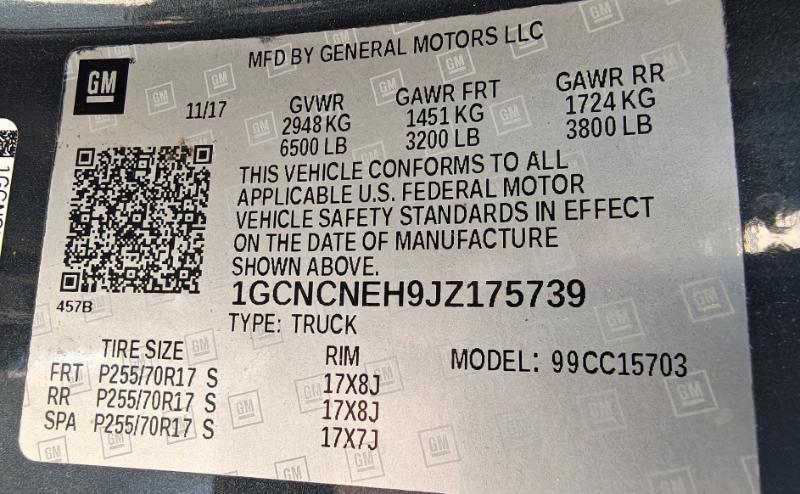 MFD BY GENERAL MOTORS LLC
GM
11/17
GVWR GAWR FRT GAWR RR
2948 KG 1451 KG 1724 KG
6500 LB 3200 LB 3800 LB
THIS VEHICLE CONFORMS TO ALL
APPLICABLE U.S. FEDERAL MOTOR
VEHICLE SAFETY STANDARDS IN EFFECT
ON THE DATE OF MANUFACTURE
SHOWN ABOVE.
457B
1GCNCNEH9JZ175739
TYPE: TRUCK
TIRE SIZE RIM MODEL: 99CC15703
FRT P255/70R17 S 17X8J
RR P255/70R17 S 17X8J
SPA P255/70R17 S 17X7J